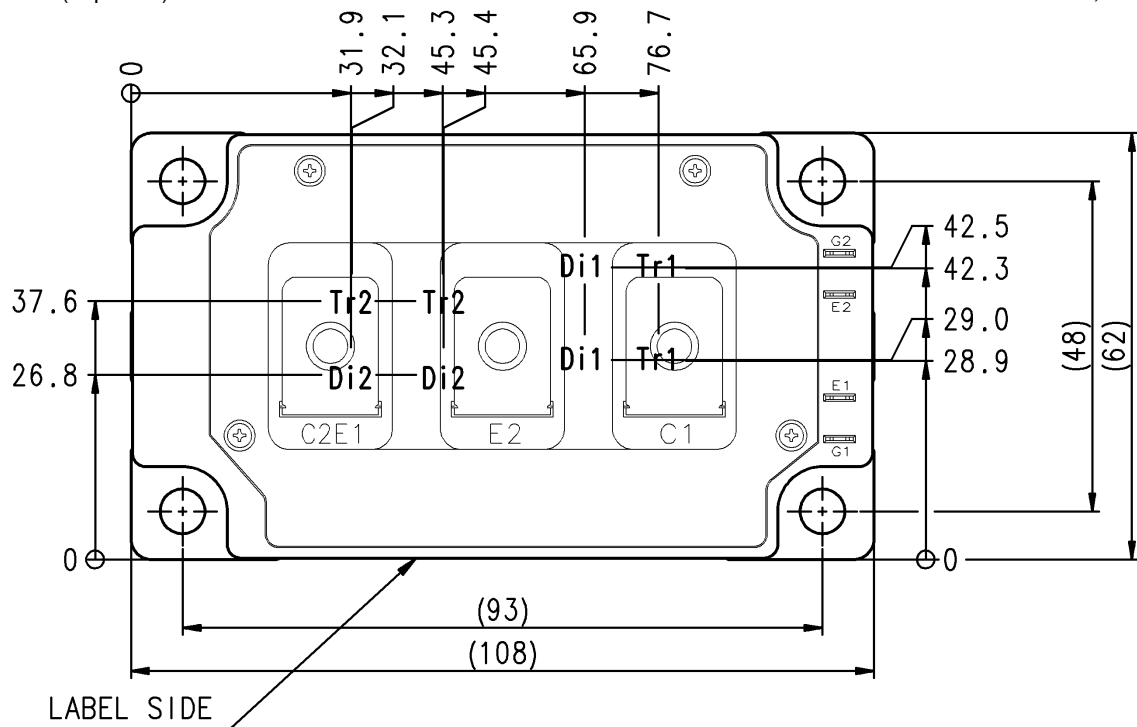 0
31.9
32.1
45.3
45.4
65.9
76.7
G2
42.5
Di1 Tr1
42.3
37.6
Tr2 Tr2
E2
29.0
(48)
(62)
Di1 Tr1
28.9
26.8
Di2 Di2
E1
C2E1 E2 C1
G1
0
0
(93)
(108)
LABEL SIDE